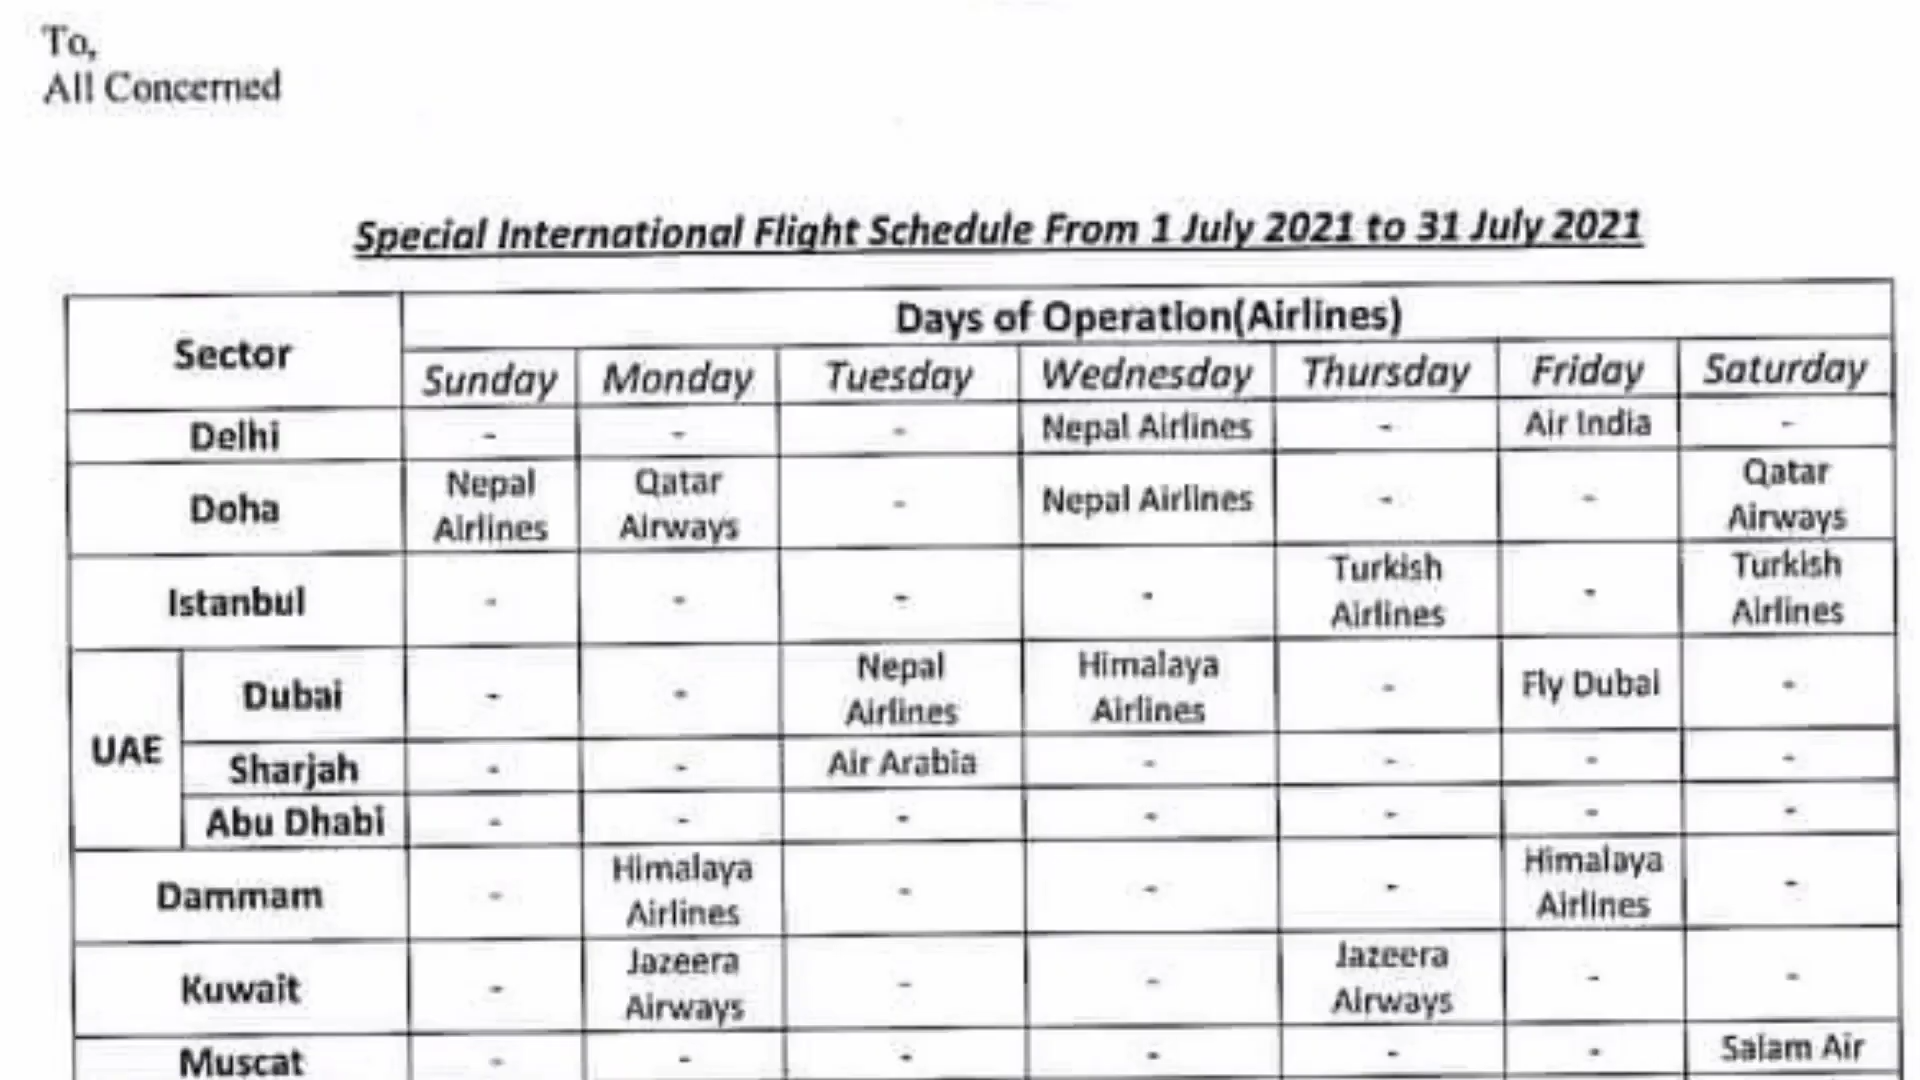 To,
All Concerned
Special International Flight Schedule From 1 July 2021 to 31 July 2021
Sector
Days of Operation(Airlines)
Sunday Monday Tuesday Wednesday Thursday Friday Saturday
Delhi - - - Nepal Airlines - Air India -
Doha Nepal Airlines Qatar Airways - Nepal Airlines - - Qatar Airways
Istanbul - - - - Turkish Airlines - Turkish Airlines
UAE
Dubai - - Nepal Airlines Himalaya Airlines - Fly Dubai -
Sharjah - - Air Arabia - - - -
Abu Dhabi - - - - - - -
Dammam - Himalaya Airlines - - - Himalaya Airlines -
Kuwait - Jazeera Airways - - Jazeera Airways - -
Muscat - - - - - - Salam Air